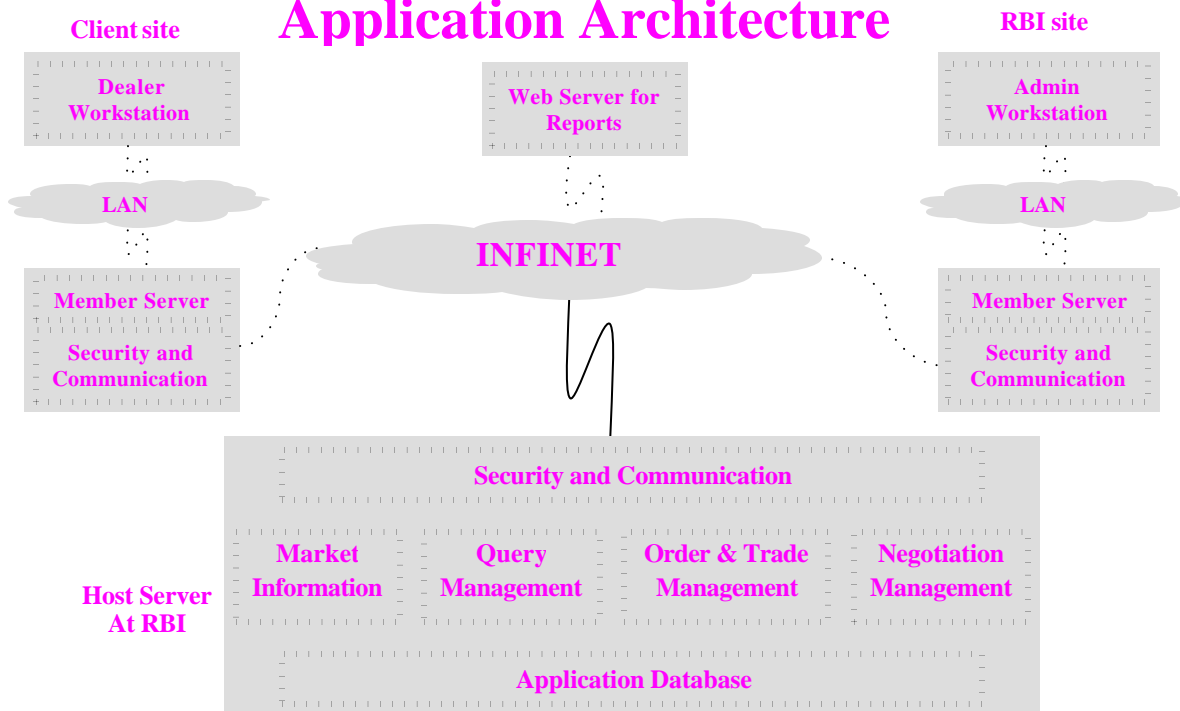 Application Architecture
Client site
RBI site
Dealer
Workstation
Web Server for
Reports
Admin
Workstation
LAN
LAN
INFINET
Member Server
Security and
Communication
Member Server
Security and
Communication
Security and Communication
Market
Information
Query
Management
Order & Trade
Management
Negotiation
Management
Host Server
At RBI
Application Database